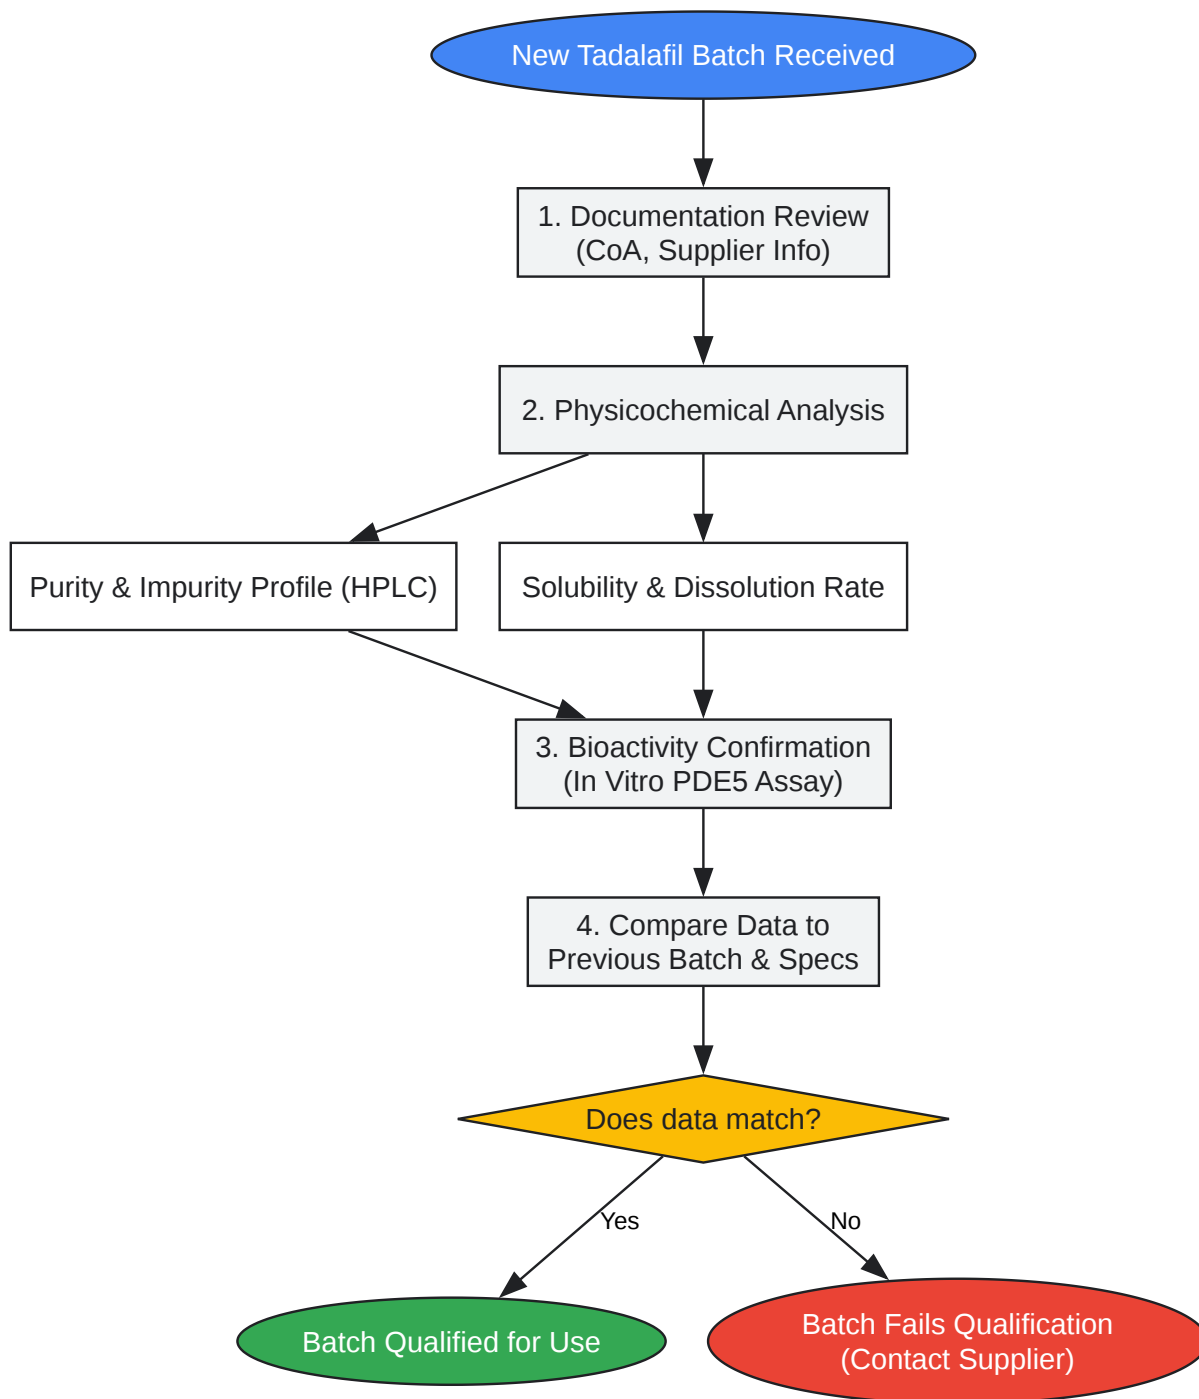 New Tadalafil Batch Received
1. Documentation Review
(CoA, Supplier Info)
2. Physicochemical Analysis
Purity & Impurity Profile (HPLC)
Solubility & Dissolution Rate
3. Bioactivity Confirmation
(In Vitro PDE5 Assay)
4. Compare Data to
Previous Batch & Specs
Does data match?
Yes
No
Batch Qualified for Use
Batch Fails Qualification
(Contact Supplier)